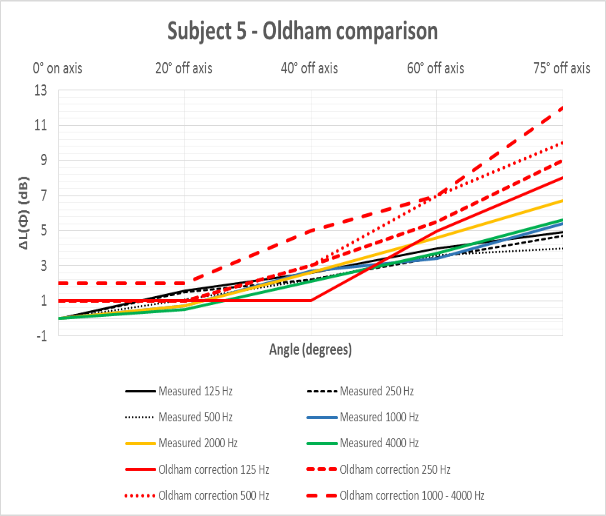 Subject 5 - Oldham comparison
0° on axis 20° off axis 40° off axis 60° off axis 75° off axis
13
11
9
7
5
3
1
-1
ΔL(Φ) (dB)
Angle (degrees)
Measured 125 Hz Measured 250 Hz
Measured 500 Hz Measured 1000 Hz
Measured 2000 Hz Measured 4000 Hz
Oldham correction 125 Hz Oldham correction 250 Hz
Oldham correction 500 Hz Oldham correction 1000 - 4000 Hz